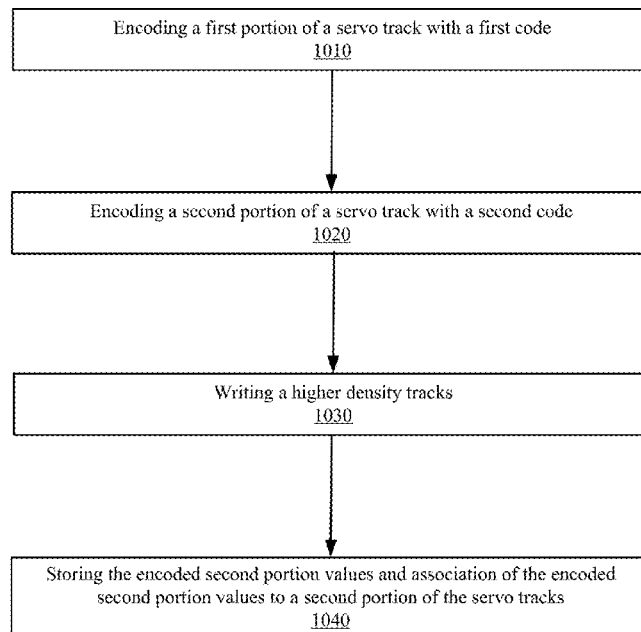 Encoding a first portion of a servo track with a first code
1010
Encoding a second portion of a servo track with a second code
1020
Writing a higher density tracks
1030
Storing the encoded second portion values and association of the encoded
second portion values to a second portion of the servo tracks
1040